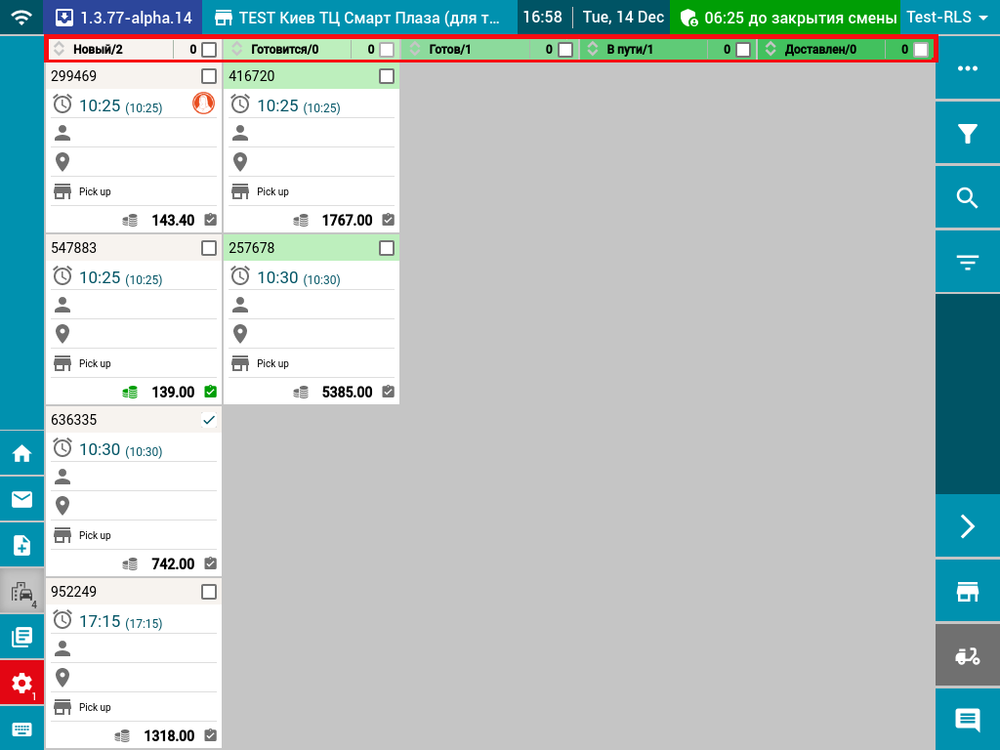 1.3.77-alpha.14
TEST Киев ТЦ Смарт Плаза (для т...
16:58
Tue, 14 Dec
06:25 до закрытия смены
Test-RLS
Новый/2 0
Готовится/0 0
Готов/1 0
В пути/1 0
Доставлен/0 0
299469
10:25 (10:25)
Pick up
143.40
416720
10:25 (10:25)
Pick up
1767.00
547883
10:25 (10:25)
Pick up
139.00
257678
10:30 (10:30)
Pick up
5385.00
636335
10:30 (10:30)
Pick up
742.00
952249
17:15 (17:15)
Pick up
1318.00
4
1